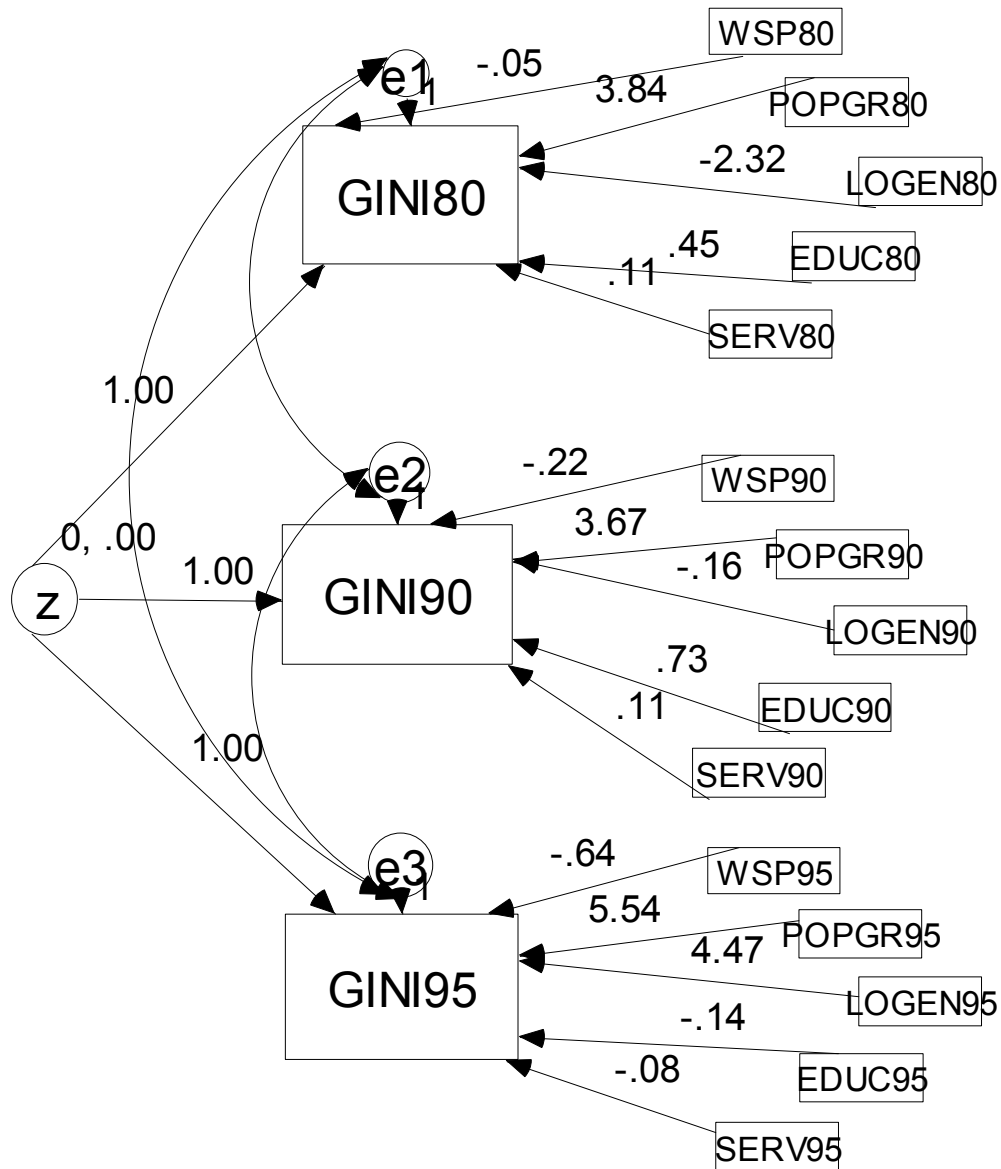 WSP80
e1
1
-.05
3.84
POPGR80
GINI80
-2.32
LOGEN80
.45
EDUC80
.11
SERV80
1.00
e2
1
-.22
WSP90
3.67
POPGR90
0, .00
1.00
z
GINI90
-.16
LOGEN90
.73
EDUC90
.11
SERV90
1.00
e3
1
-.64
WSP95
5.54
POPGR95
4.47
GINI95
LOGEN95
-.14
EDUC95
-.08
SERV95